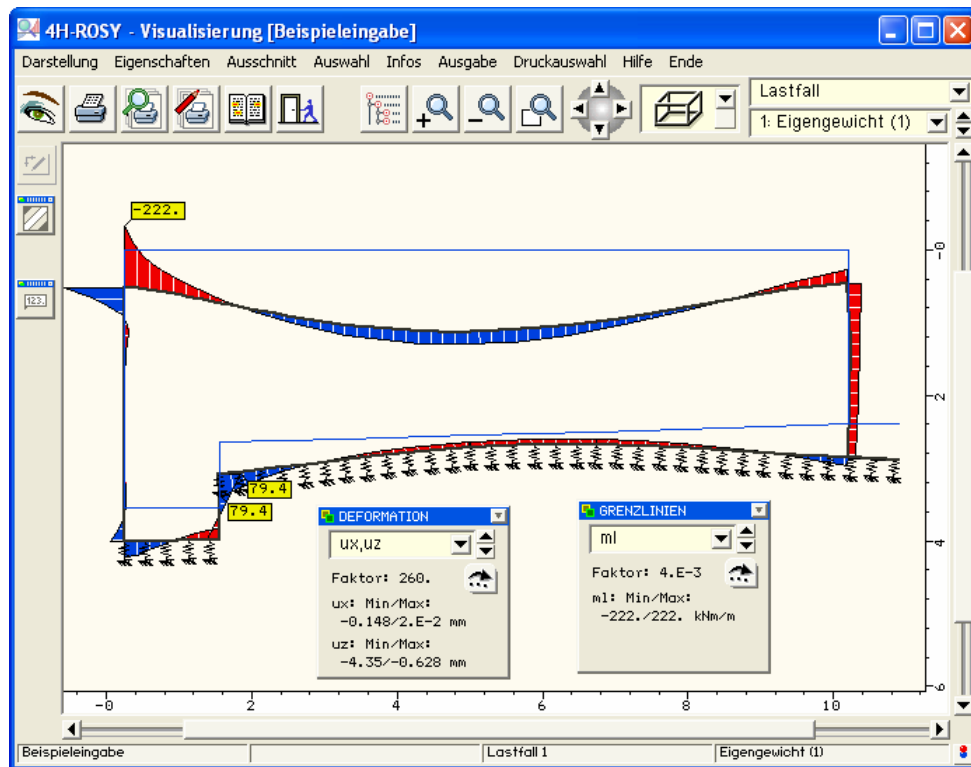 4H-ROSY - Visualisierung [Beispieleingabe]
Darstellung Eigenschaften Ausschnitt Auswahl Infos Ausgabe Druckauswahl Hilfe Ende
Lastfall
1: Eigengewicht (1)
123.
-222.
-0
2
4
6
79.4
79.4
DEFORMATION
ux,uz
Faktor: 260.
ux: Min/Max:
-0.148/2.E-2 mm
uz: Min/Max:
-4.35/-0.628 mm
GRENZLINIEN
ml
Faktor: 4.E-3
ml: Min/Max:
-222./222. kNm/m
-0 2 4 6 8 10
Beispieleingabe Lastfall 1 Eigengewicht (1)